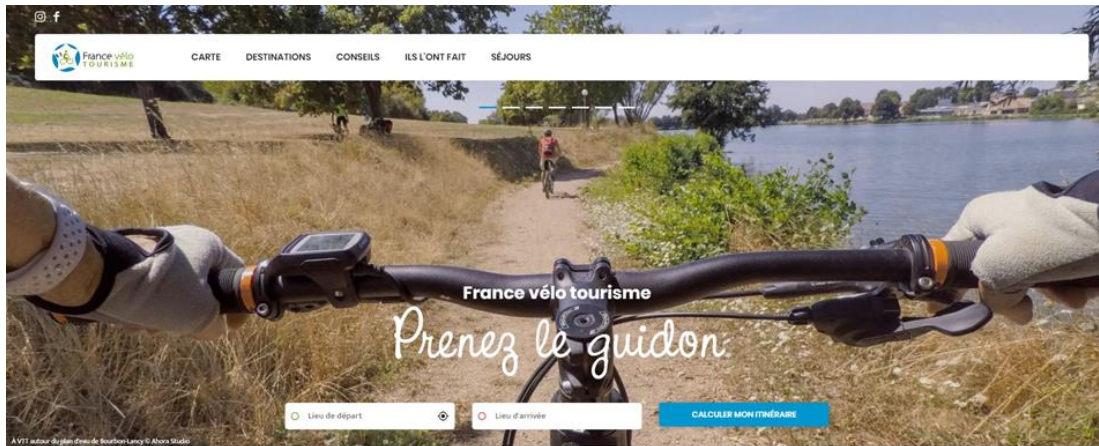 France vélo
TOURISME
CARTE DESTINATIONS CONSEILS ILS L'ONT FAIT SÉJOURS
France vélo tourisme
Prenez le guidon
Lieu de départ
Lieu d'arrivée
CALCULER MON ITINÉRAIRE
À VTT autour du plan d'eau de Bourbon-Lancy © Ahora Studio